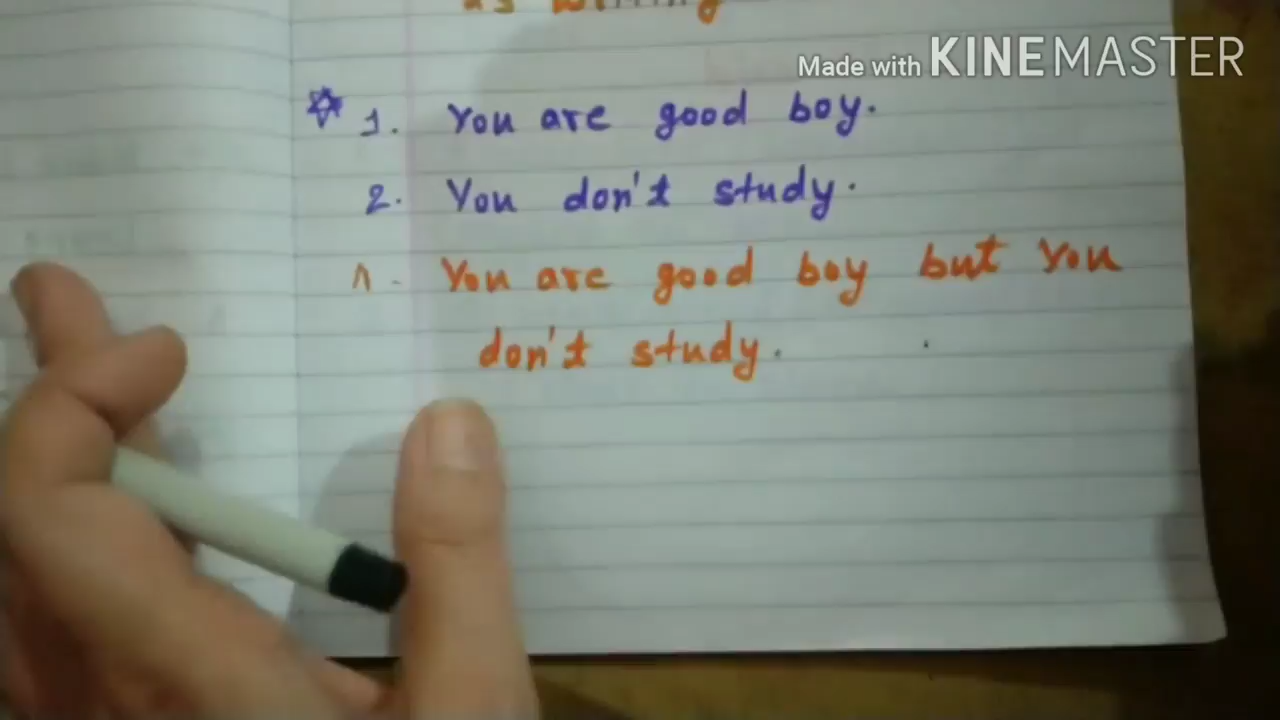 Made with KINEMASTER
1. You are good boy.
2. You don't study.
You are good boy but you
don't study.